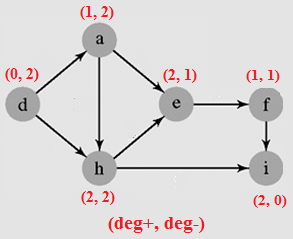 (1, 2)
a
(0, 2)
d
(2, 1)
e
(1, 1)
f
h
(2, 2)
i
(2, 0)
(deg+, deg-)